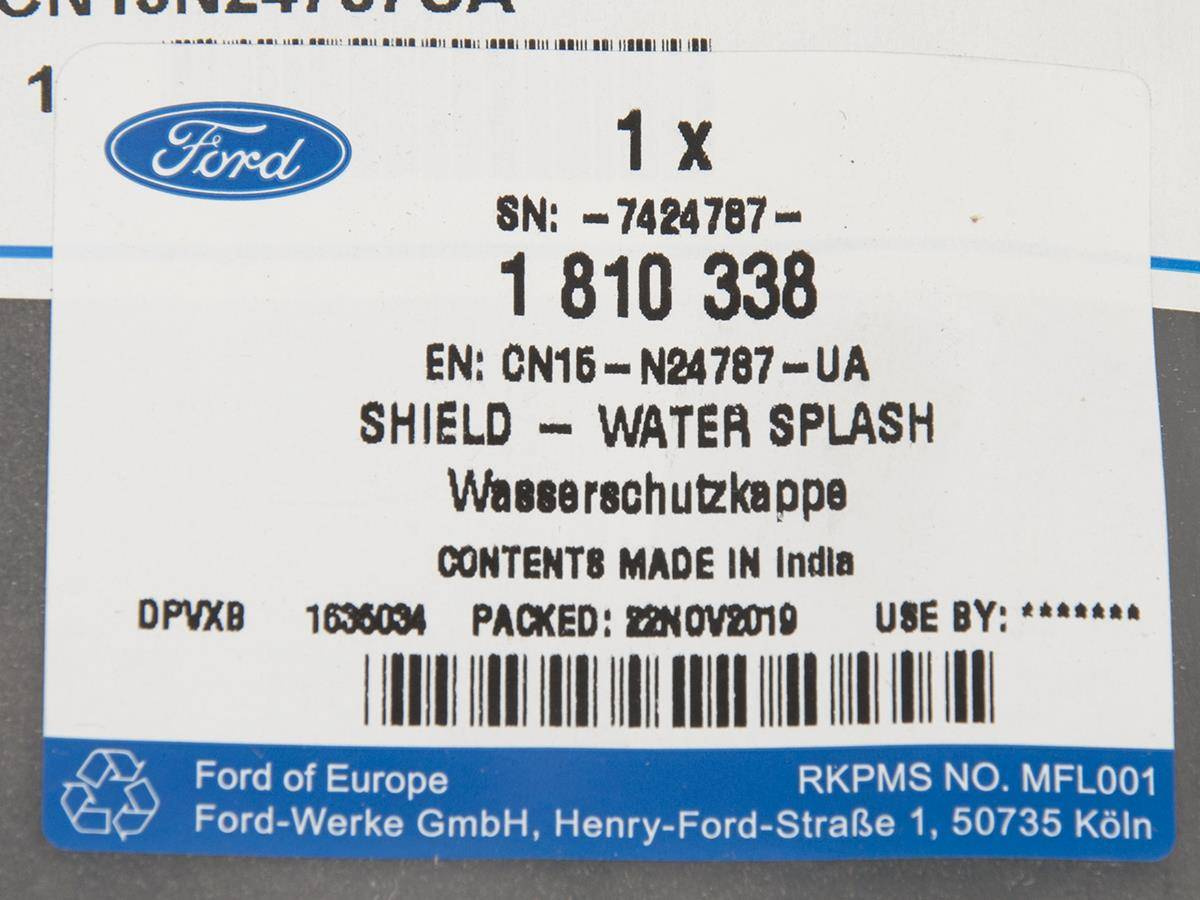 1
Ford
1 x
SN: -7424787-
1 810 338
EN: CN15-N24787-UA
SHIELD - WATER SPLASH
Wasserschutzkappe
CONTENTS MADE IN India
DPVXB 1635034 PACKED: 22NOV2019 USE BY: *******
Ford of Europe RKPMS NO. MFL001
Ford-Werke GmbH, Henry-Ford-Straße 1, 50735 Köln